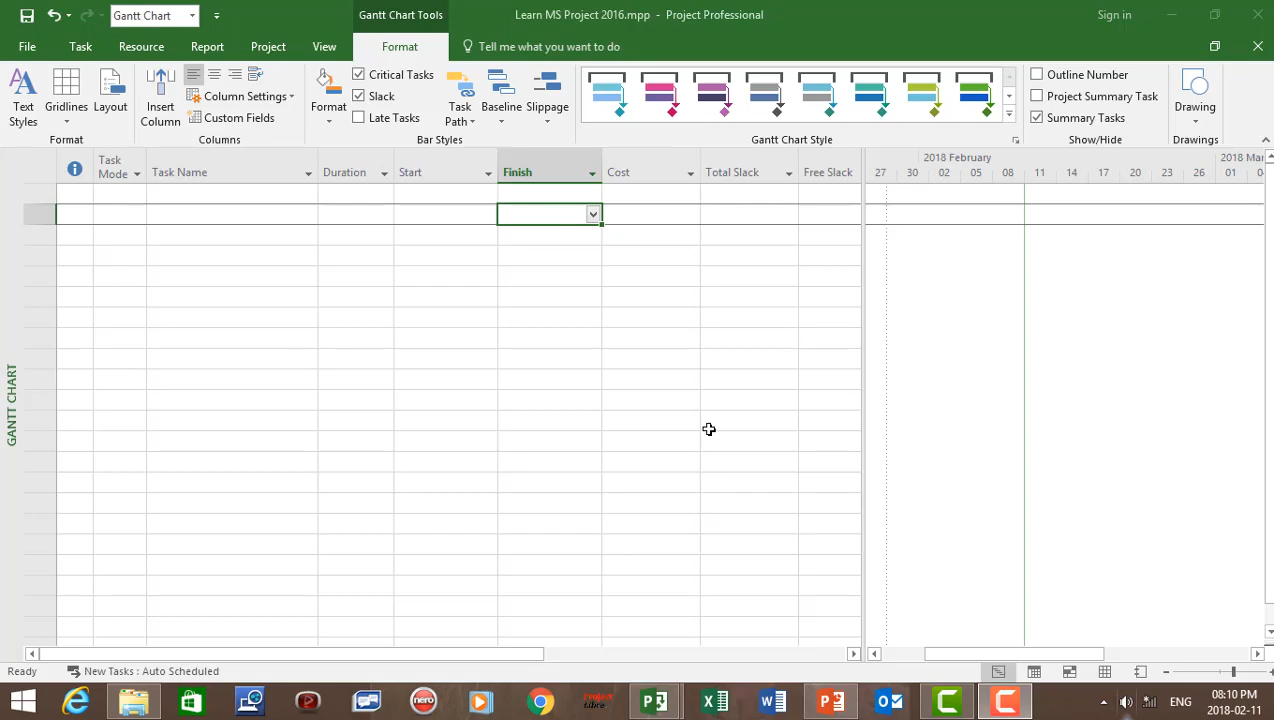 Gantt Chart
Gantt Chart Tools
Learn MS Project 2016.mpp - Project Professional
Sign in
File
Task
Resource
Report
Project
View
Format
Tell me what you want to do
Text Styles
Gridlines
Layout
Format
Insert Column
Column Settings
Custom Fields
Columns
Format
Critical Tasks
Slack
Late Tasks
Task Path
Baseline
Slippage
Bar Styles
Gantt Chart Style
Outline Number
Project Summary Task
Summary Tasks
Show/Hide
Drawing
Drawings
Task Mode
Task Name
Duration
Start
Finish
Cost
Total Slack
Free Slack
2018 February
2018 Mar
27 30 02 05 08 11 14 17 20 23 26 01
GANTT CHART
Ready
New Tasks : Auto Scheduled
ENG
08:10 PM
2018-02-11